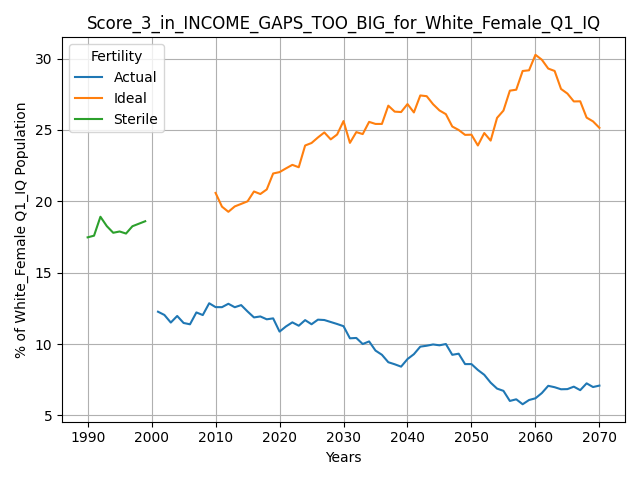 Score_3_in_INCOME_GAPS_TOO_BIG_for_White_Female_Q1_IQ
Fertility
Actual
Ideal
Sterile
% of White_Female Q1_IQ Population
30
25
20
15
10
5
1990 2000 2010 2020 2030 2040 2050 2060 2070
Years